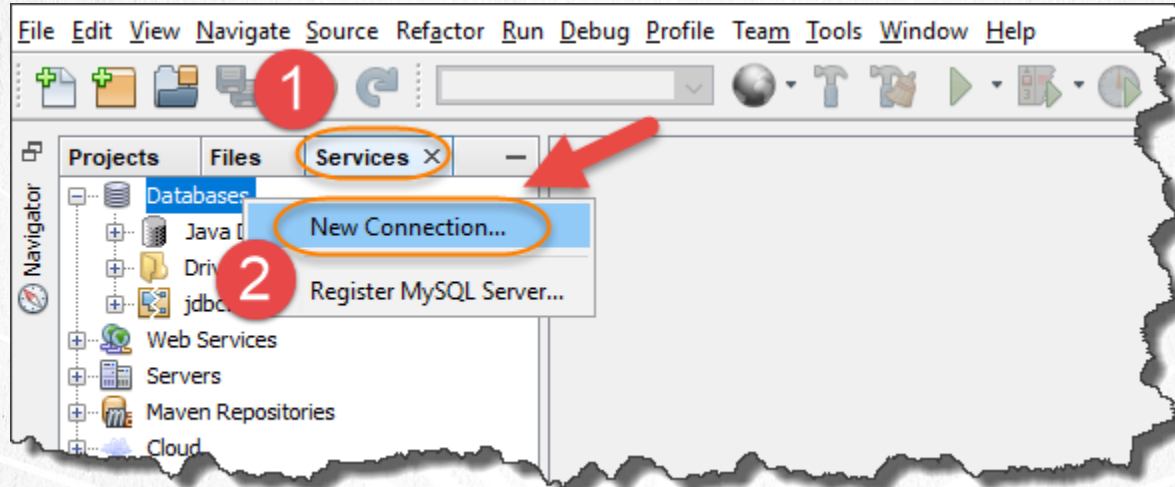 File Edit View Navigate Source Refactor Run Debug Profile Team Tools Window Help
1
Projects Files Services
Navigator
Databases
New Connection...
Java
2
Register MySQL Server...
Web Services
Servers
Maven Repositories
Cloud